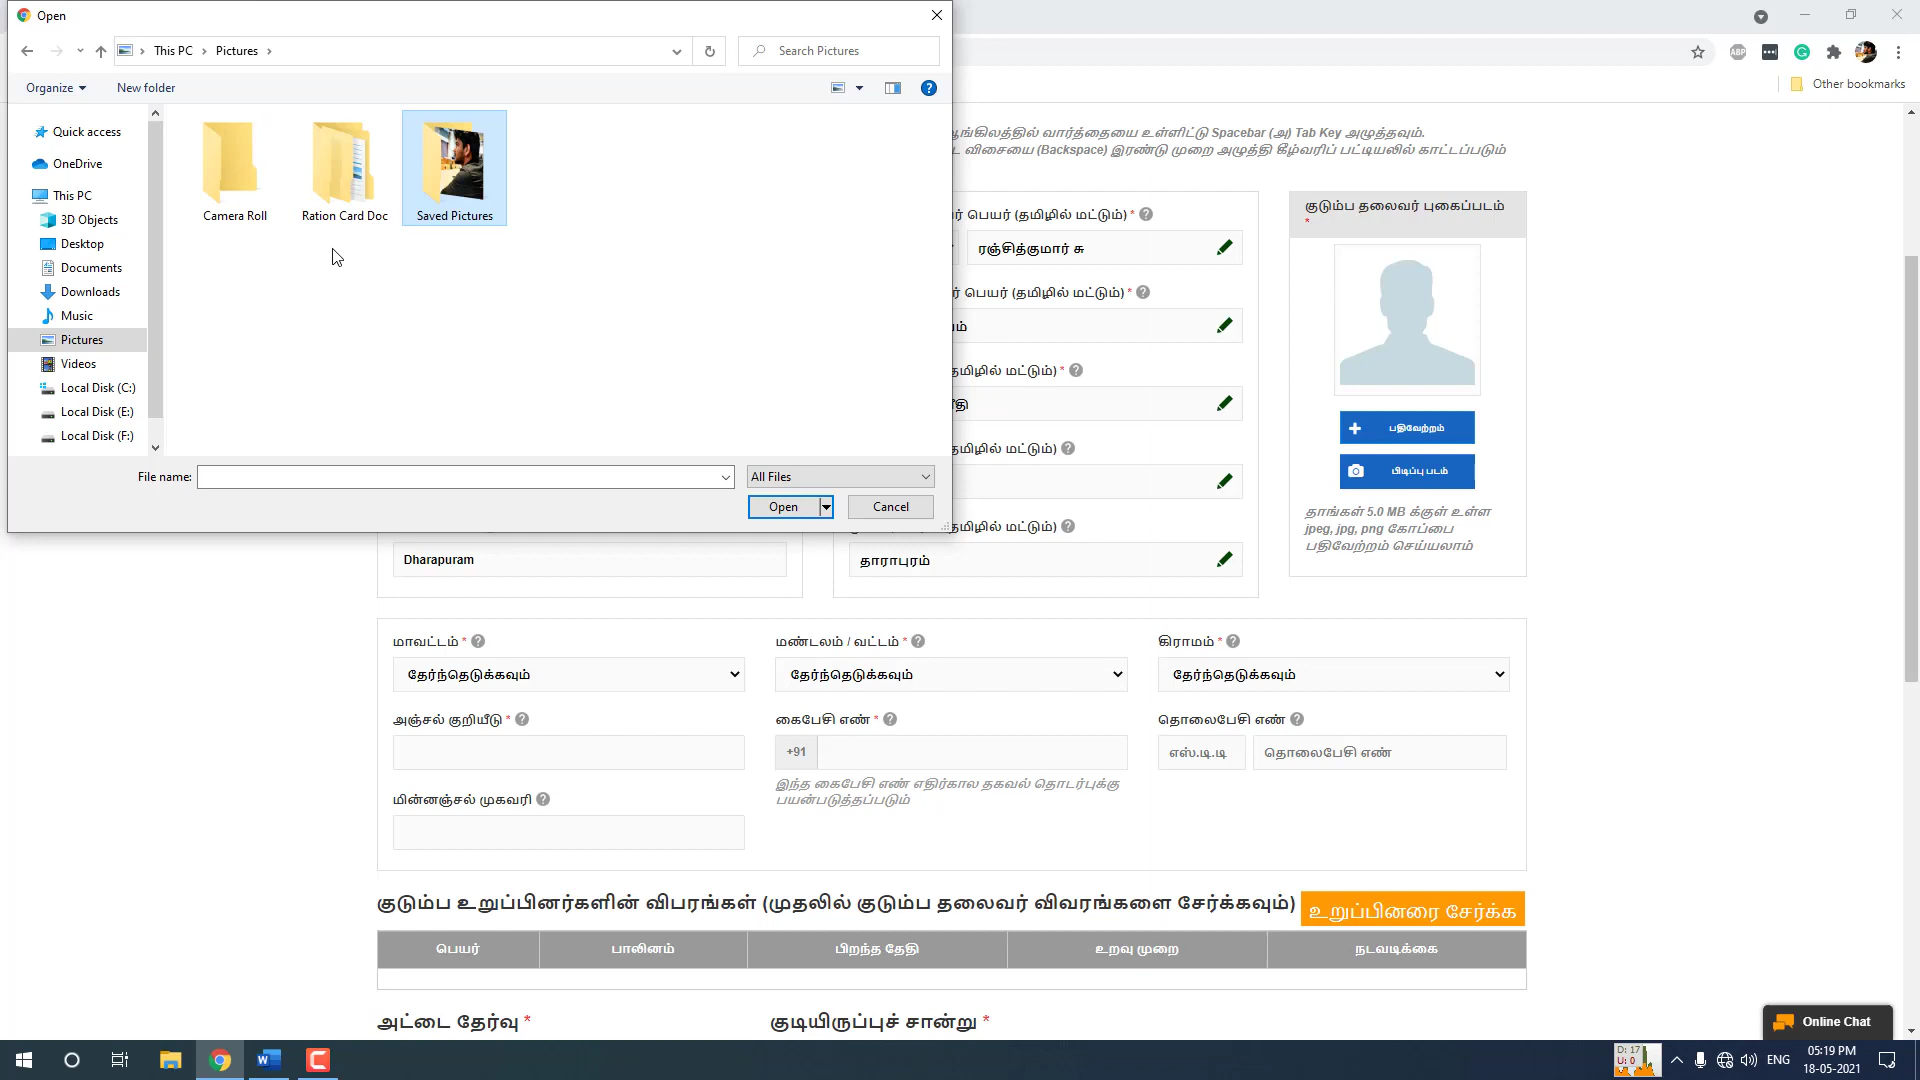 Open
This PC
Pictures
Search Pictures
Organize
New folder
Other bookmarks
Quick access
OneDrive
This PC
3D Objects
Desktop
Documents
Downloads
Music
Pictures
Videos
Local Disk (C:)
Local Disk (E:)
Local Disk (F:)
Camera Roll
Ration Card Doc
Saved Pictures
File name:
All Files
Open
Cancel
வார்த்தையை உள்ளிட்டு Spacebar (அ) Tab Key அழுத்தவும்.
விசையை (Backspace) இரண்டு முறை அழுத்தி கீழ்வரிப் பட்டியலில் காட்டப்படும்
பெயர் (தமிழில் மட்டும்) *
ரஞ்சித்குமார் சு
பெயர் (தமிழில் மட்டும்) *
மட்டும்) *
மட்டும்)
மட்டும்)
Dharapuram
தாராபுரம்
குடும்ப தலைவர் புகைப்படம்
*
பதிவேற்றம்
பிடிப்பு படம்
தாங்கள் 5.0 MB க்குள் உள்ள
jpeg, jpg, png கோப்பை
பதிவேற்றம் செய்யலாம்
மாவட்டம் *
மண்டலம் / வட்டம் *
கிராமம் *
தேர்ந்தெடுக்கவும்
தேர்ந்தெடுக்கவும்
தேர்ந்தெடுக்கவும்
அஞ்சல் குறியீடு *
கைபேசி எண் *
தொலைபேசி எண்
+91
எஸ்.டி.டி
தொலைபேசி எண்
இந்த கைபேசி எண் எதிர்கால தகவல் தொடர்புக்கு
பயன்படுத்தப்படும்
மின்னஞ்சல் முகவரி
குடும்ப உறுப்பினர்களின் விபரங்கள் (முதலில் குடும்ப தலைவர் விவரங்களை சேர்க்கவும்)
உறுப்பினரை சேர்க்க
பெயர்
பாலினம்
பிறந்த தேதி
உறவு முறை
நடவடிக்கை
அட்டை தேர்வு *
குடியிருப்புச் சான்று *
Online Chat
D: 17
U: 0
ENG
05:19 PM
18-05-2021